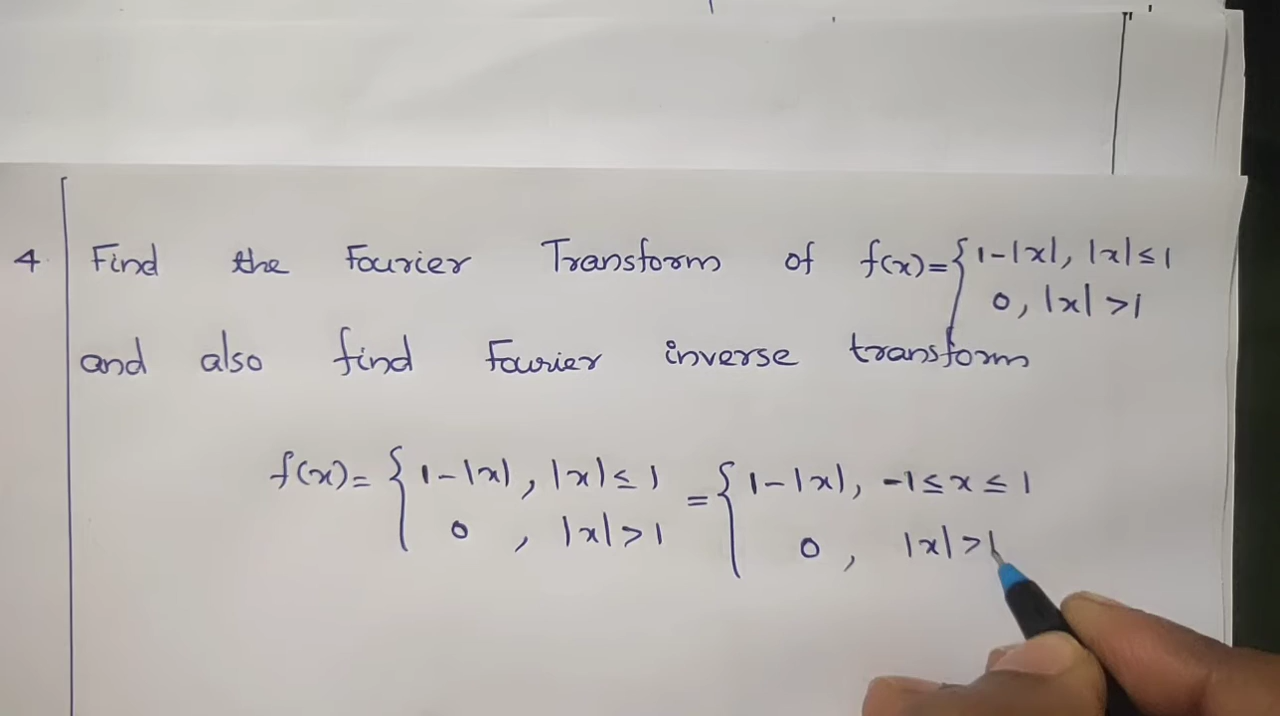 4. Find the Fourier Transform of f(x)={1-|x|, |x|≤1
0, |x|>1
and also find Fourier inverse transform
f(x)= {1-|x|, |x|≤1 = {1-|x|, -1≤x≤1
0, |x|>1 0, |x|>1